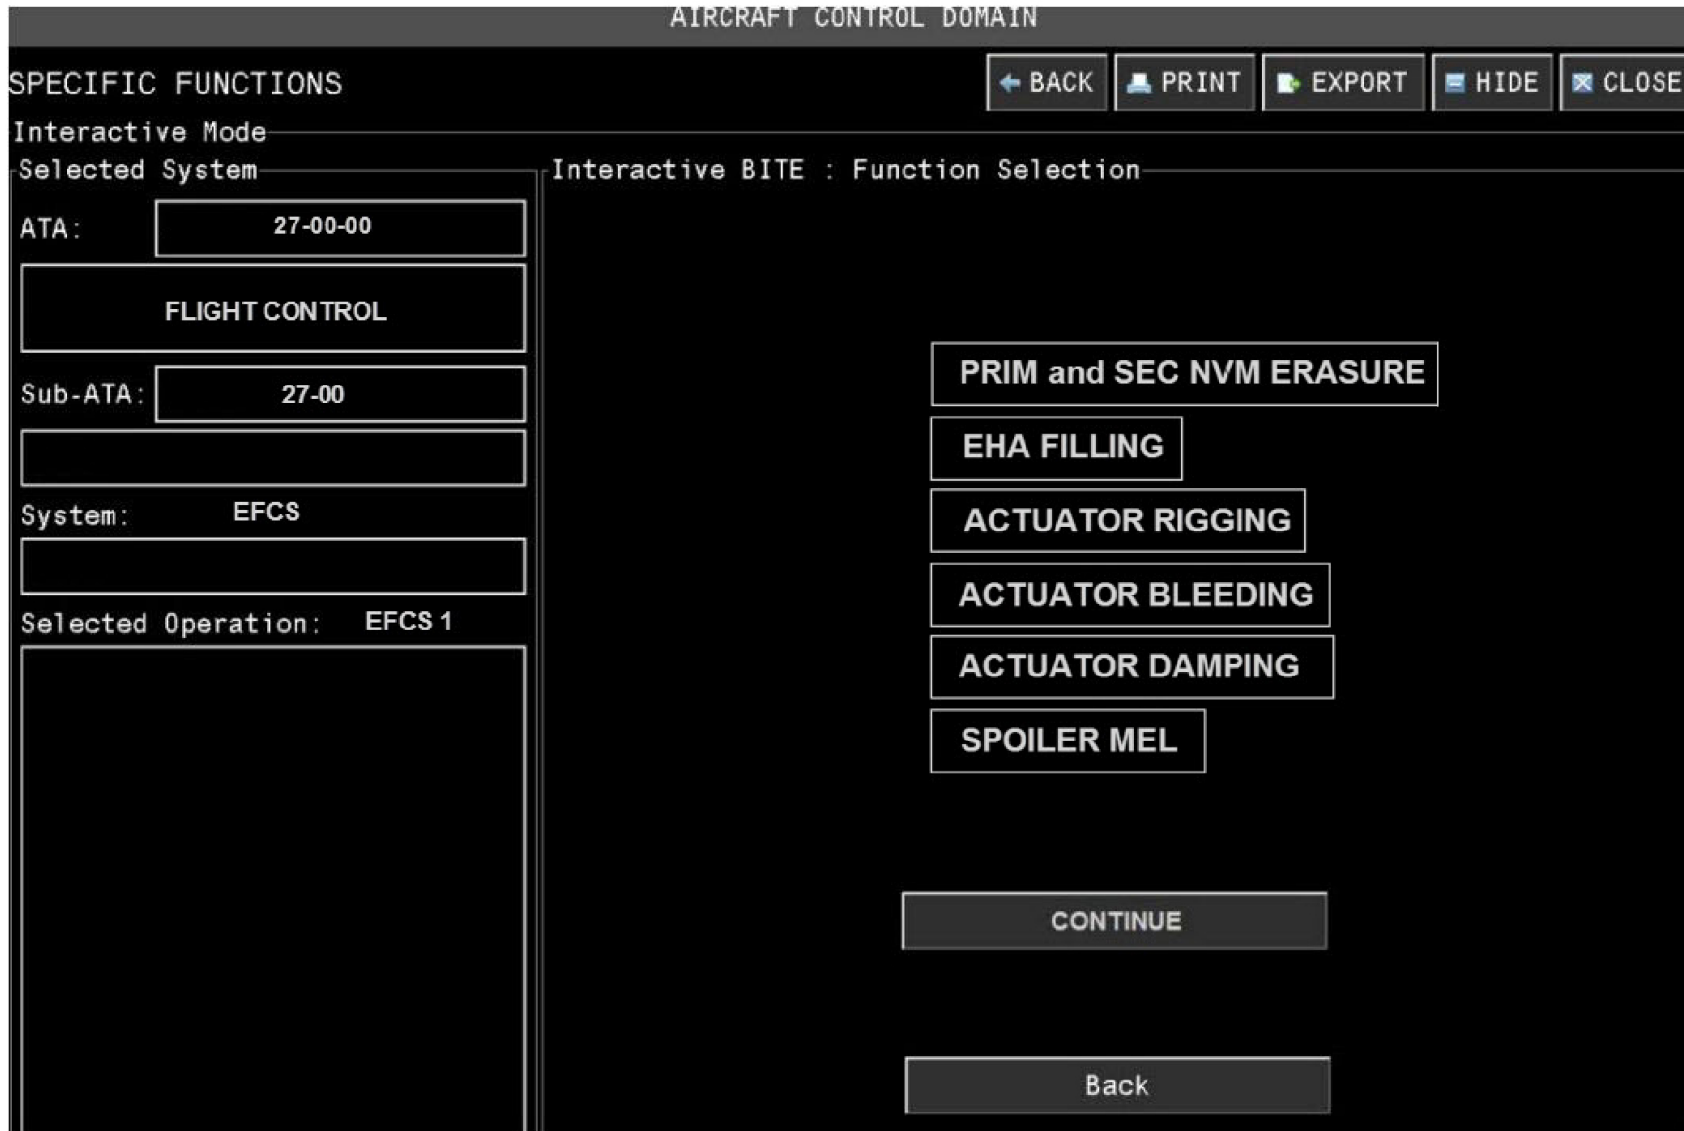 AIRCRAFT CONTROL DOMAIN
SPECIFIC FUNCTIONS
BACK
PRINT
EXPORT
HIDE
CLOSE
Interactive Mode
Selected System
ATA:
27-00-00
FLIGHT CONTROL
Sub-ATA:
27-00
System:
EFCS
Selected Operation:
EFCS 1
Interactive BITE : Function Selection
PRIM and SEC NVM ERASURE
EHA FILLING
ACTUATOR RIGGING
ACTUATOR BLEEDING
ACTUATOR DAMPING
SPOILER MEL
CONTINUE
Back